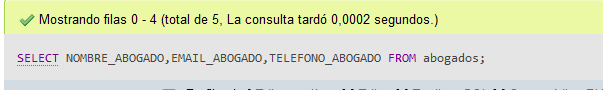 Mostrando filas 0 - 4 (total de 5, La consulta tardó 0,0002 segundos.)
SELECT NOMBRE_ABOGADO,EMAIL_ABOGADO,TELEFONO_ABOGADO FROM abogados;